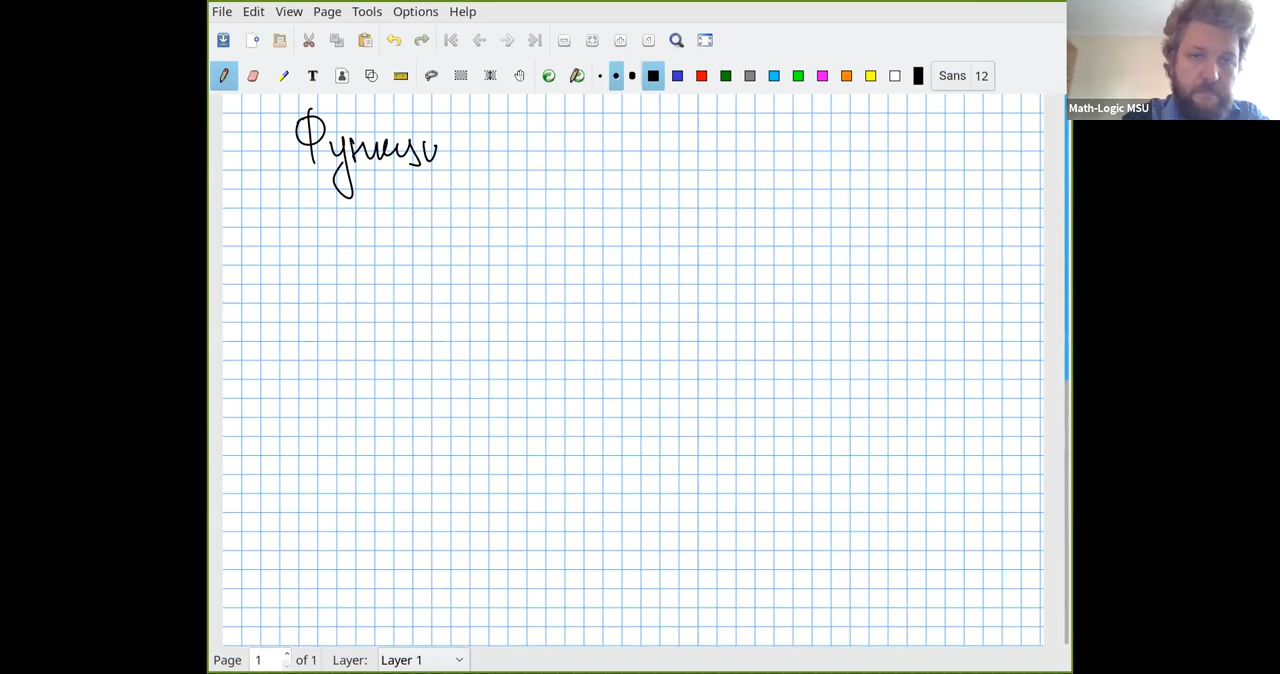 File Edit View Page Tools Options Help
T Sans 12
Math-Logic MSU
Функци
Page 1 of 1 Layer: Layer 1